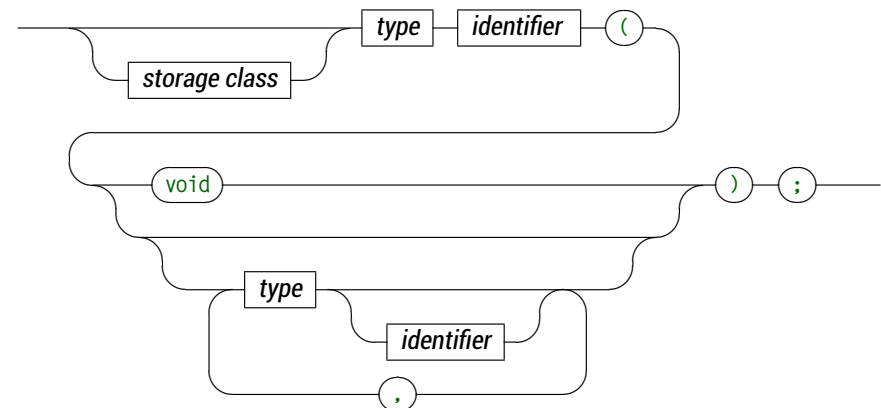 type identifier (
storage class
void ) ;
type
identifier
,